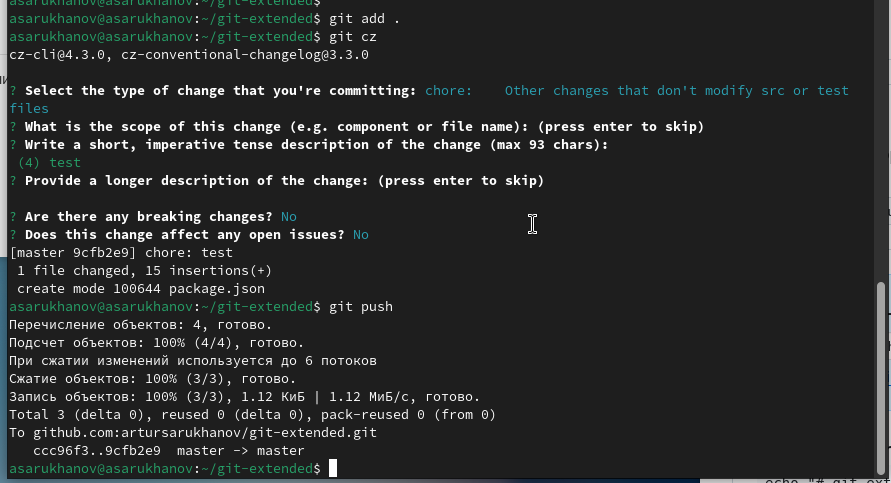 asarukhanov@asarukhanov:~/git-extended$
asarukhanov@asarukhanov:~/git-extended$ git add .
asarukhanov@asarukhanov:~/git-extended$ git cz
cz-cli@4.3.0, cz-conventional-changelog@3.3.0
? Select the type of change that you're committing: chore:    Other changes that don't modify src or test
files
? What is the scope of this change (e.g. component or file name): (press enter to skip)
? Write a short, imperative tense description of the change (max 93 chars):
 (4) test
? Provide a longer description of the change: (press enter to skip)
? Are there any breaking changes? No
? Does this change affect any open issues? No
[master 9cfb2e9] chore: test
 1 file changed, 15 insertions(+)
 create mode 100644 package.json
asarukhanov@asarukhanov:~/git-extended$ git push
Перечисление объектов: 4, готово.
Подсчет объектов: 100% (4/4), готово.
При сжатии изменений используется до 6 потоков
Сжатие объектов: 100% (3/3), готово.
Запись объектов: 100% (3/3), 1.12 КиБ | 1.12 МиБ/с, готово.
Total 3 (delta 0), reused 0 (delta 0), pack-reused 0 (from 0)
To github.com:artursarukhanov/git-extended.git
   ccc96f3..9cfb2e9  master -> master
asarukhanov@asarukhanov:~/git-extended$